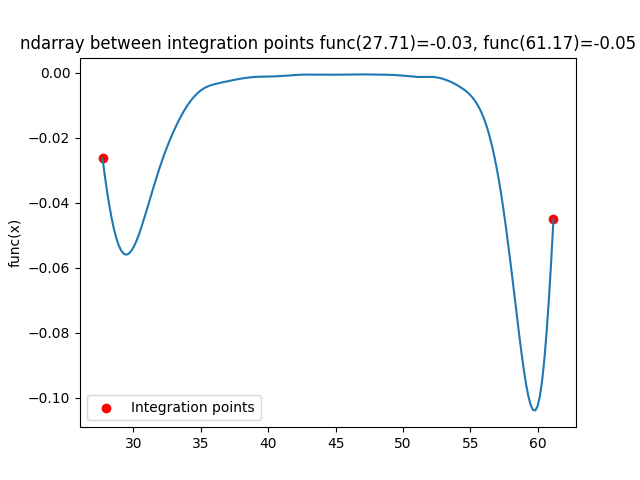 ndarray between integration points func(27.71)=-0.03, func(61.17)=-0.05
0.00
−0.02
−0.04
−0.06
−0.08
−0.10
func(x)
Integration points
30 35 40 45 50 55 60